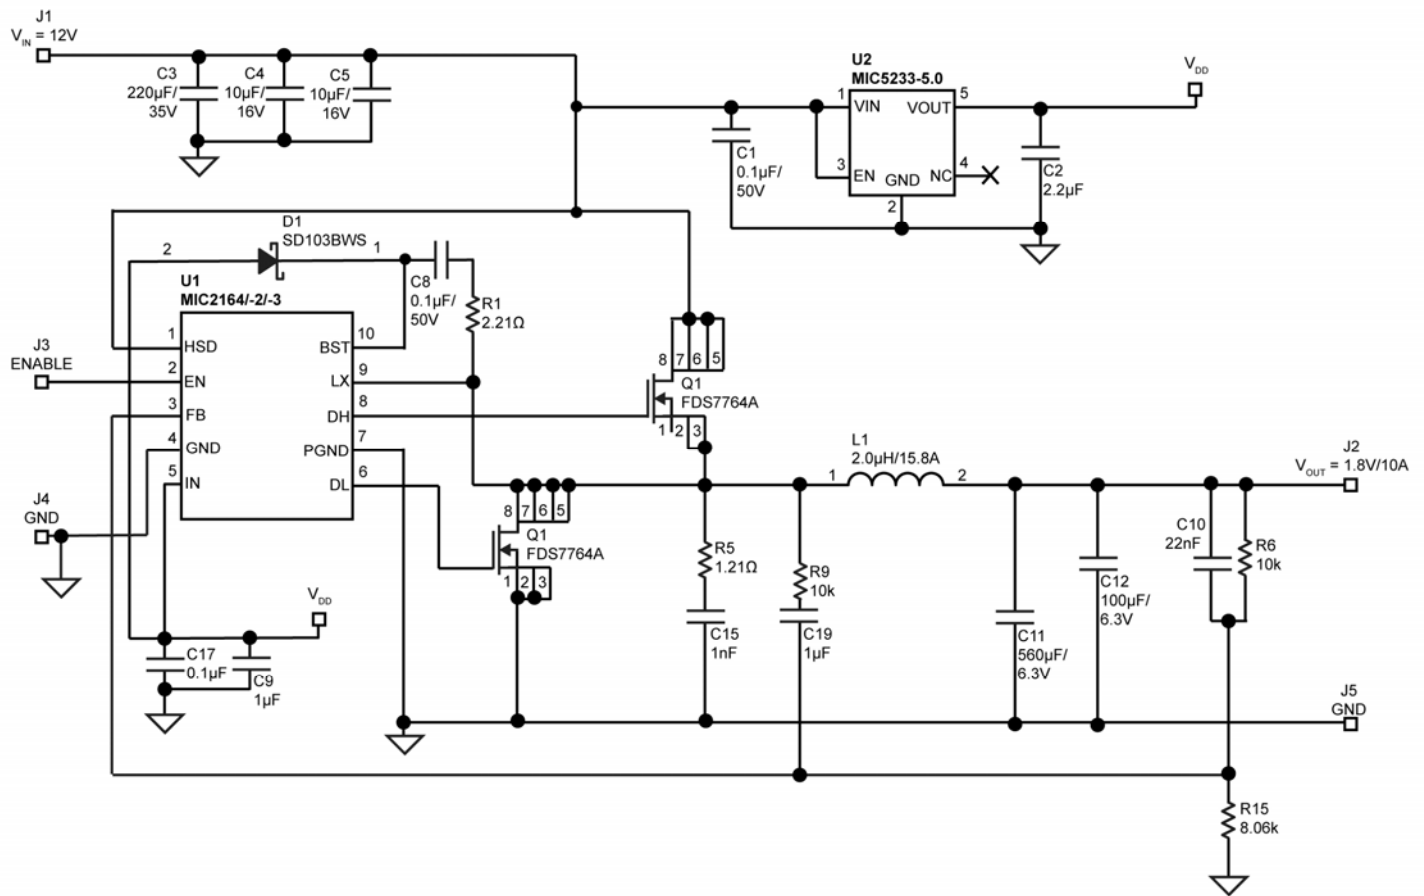 J1
VIN = 12V
C3
220µF/
35V
C4
10µF/
16V
C5
10µF/
16V
U2
MIC5233-5.0
1
VIN
VOUT
5
3
EN
GND
NC
4
2
C1
0.1µF/
50V
C2
2.2µF
VDD
D1
SD103BWS
2
1
C8
0.1µF/
50V
R1
2.21Ω
U1
MIC2164/-2/-3
1
HSD
BST
10
2
EN
LX
9
3
FB
DH
8
4
GND
PGND
7
5
IN
DL
6
J3
ENABLE
J4
GND
8
7
6
5
Q1
FDS7764A
1
2
3
8
7
6
5
Q1
FDS7764A
1
2
3
L1
2.0µH/15.8A
1
2
J2
VOUT = 1.8V/10A
R5
1.21Ω
C15
1nF
R9
10k
C19
1µF
C11
560µF/
6.3V
C12
100µF/
6.3V
C10
22nF
R6
10k
VDD
C17
0.1µF
C9
1µF
J5
GND
R15
8.06k